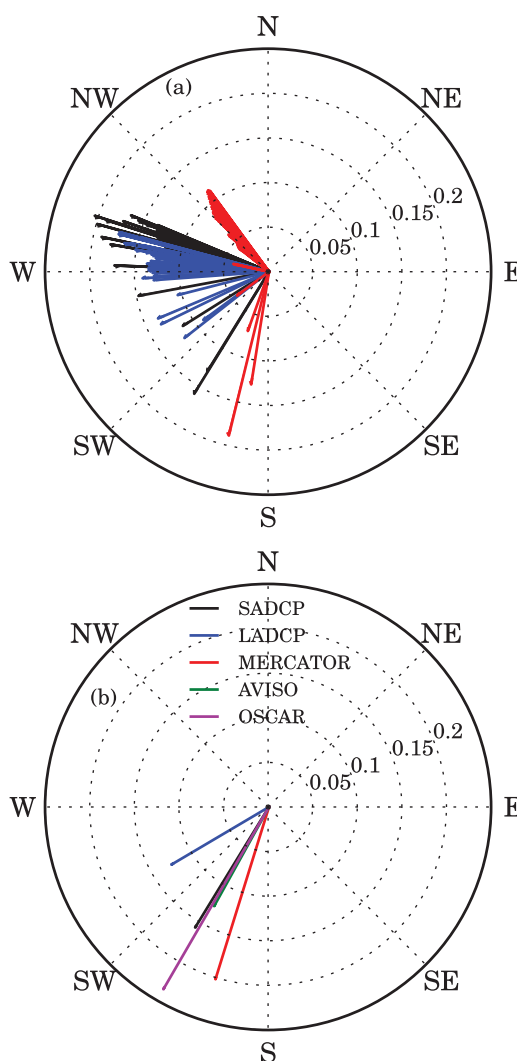 N
(a)
NW
NE
0.2
0.15
0.1
0.05
W
E
SW
SE
S
N
SADCP
LADCP
NW
NE
MERCATOR
(b)
AVISO
OSCAR
0.2
0.15
0.1
0.05
W
E
SW
SE
S